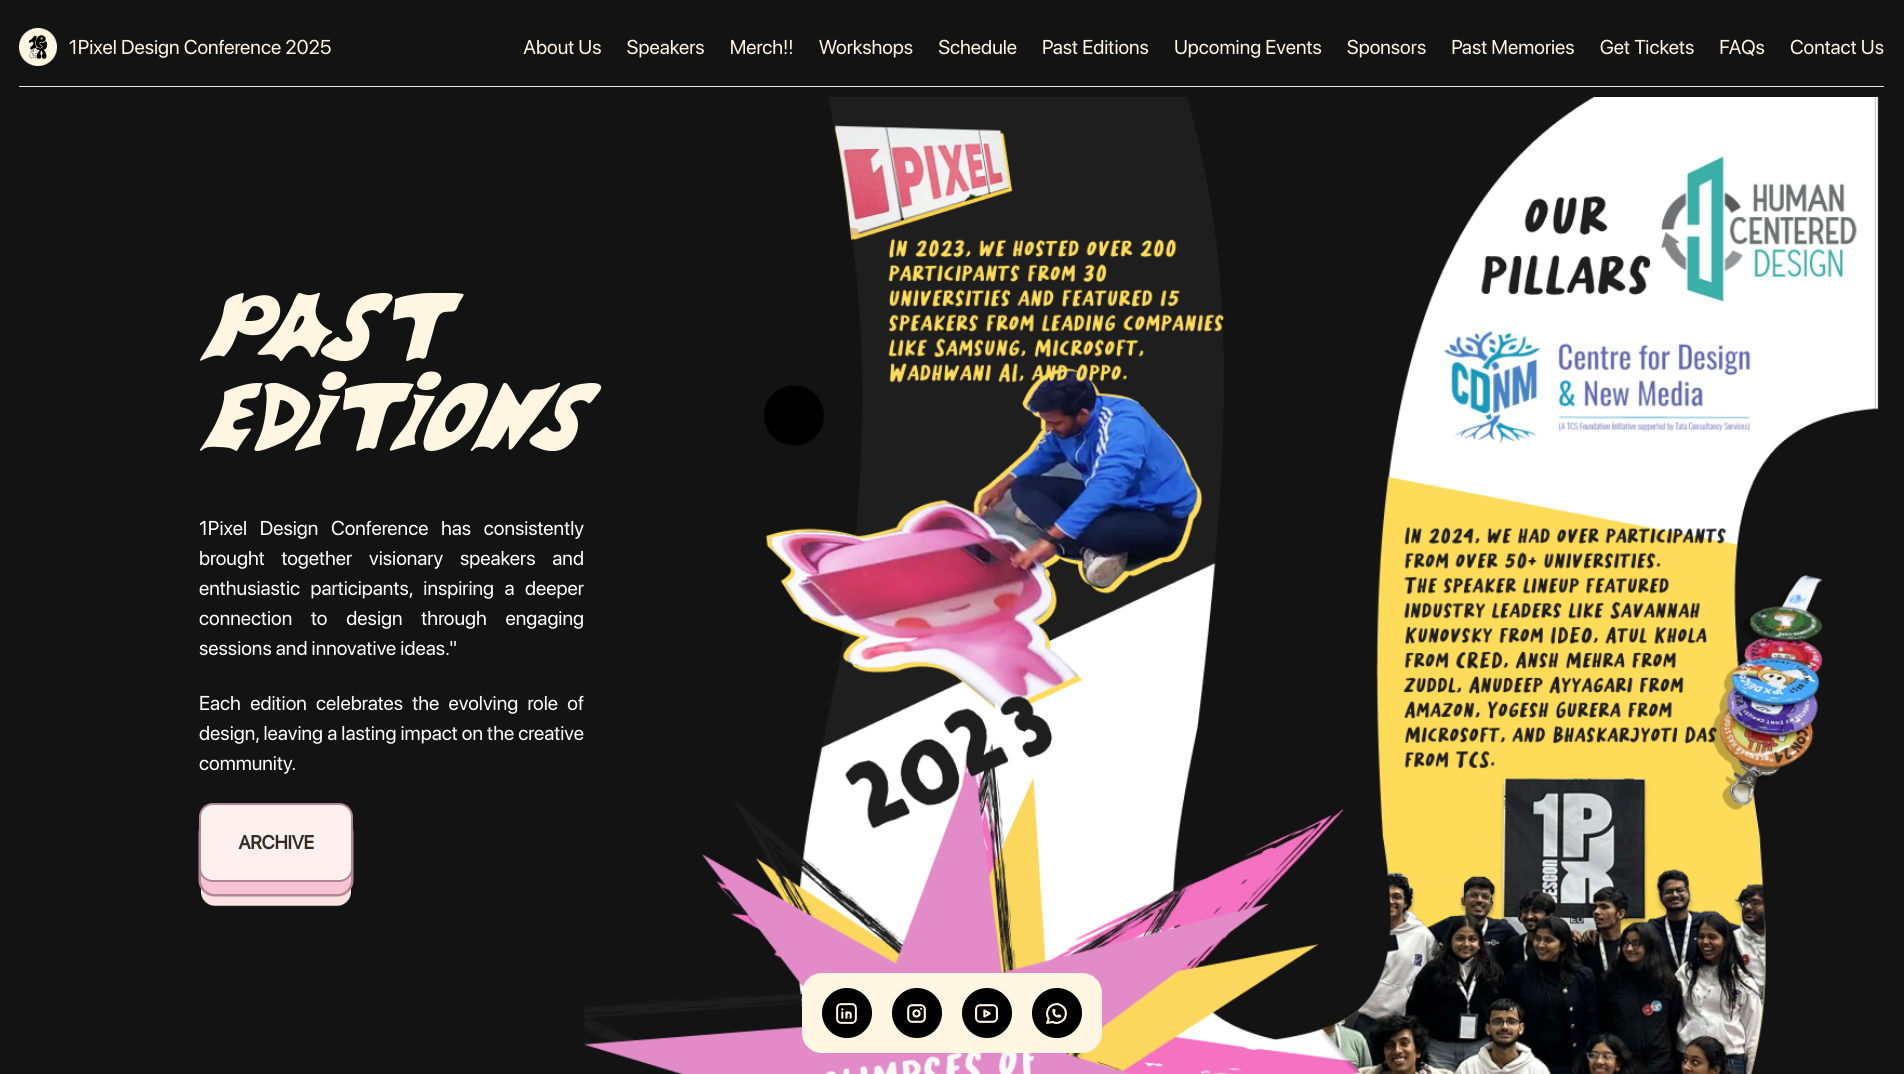 1Pixel Design Conference 2025
About Us
Speakers
Merch!!
Workshops
Schedule
Past Editions
Upcoming Events
Sponsors
Past Memories
Get Tickets
FAQs
Contact Us
PAST
EDITIONS
1Pixel Design Conference has consistently
brought together visionary speakers and
enthusiastic participants, inspiring a deeper
connection to design through engaging
sessions and innovative ideas."
Each edition celebrates the evolving role of
design, leaving a lasting impact on the creative
community.
ARCHIVE
1PIXEL
In 2023, we hosted over 200
participants from 30
universities and featured 15
speakers from leading companies
like Samsung, Microsoft,
Wadhwani AI, and Oppo.
2023
GLIMPSES OF
OUR
PILLARS
HUMAN
CENTERED
DESIGN
CDNM
Centre for Design
& New Media
(A TCS Foundation Initiative supported by Tata Consultancy Services)
In 2024, we had over participants
from over 50+ universities.
The speaker lineup featured
industry leaders like Savannah
Kunovsky from IDEO, Atul Khola
from CRED, Ansh Mehra from
Zuddl, Anudeep Ayyagari from
Amazon, Yogesh Gurera from
Microsoft, and Bhaskarjyoti Das
from TCS.
1P